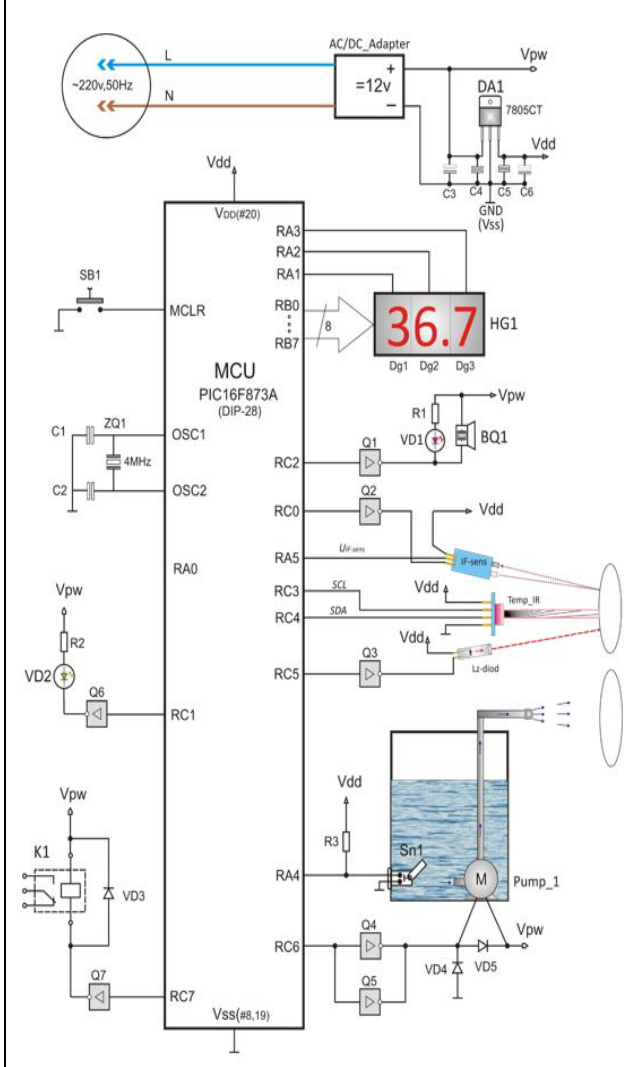 AC/DC_Adapter
L
~220v,50Hz
N
+
=12v
−
Vpw
DA1
7805CT
Vdd
C3
C4
C5
C6
GND
(Vss)
Vdd
VDD(#20)
RA3
RA2
RA1
SB1
MCLR
RB0
RB7
8
36.7
HG1
Dg1
Dg2
Dg3
MCU
PIC16F873A
(DIP-28)
C1
ZQ1
OSC1
4MHz
C2
OSC2
Vpw
R1
VD1
BQ1
Q1
RC2
Q2
RC0
Vdd
RA5
UIF-sens
IF-sens
RA0
RC3
SCL
Vdd
Temp_IR
RC4
SDA
Vdd
RC5
Q3
Lz-diod
Vpw
R2
VD2
Q6
RC1
Vdd
R3
Sn1
RA4
M
Pump_1
Vpw
K1
VD3
Q7
RC7
RC6
Q4
Q5
Vpw
VD4
VD5
Vss(#8,19)